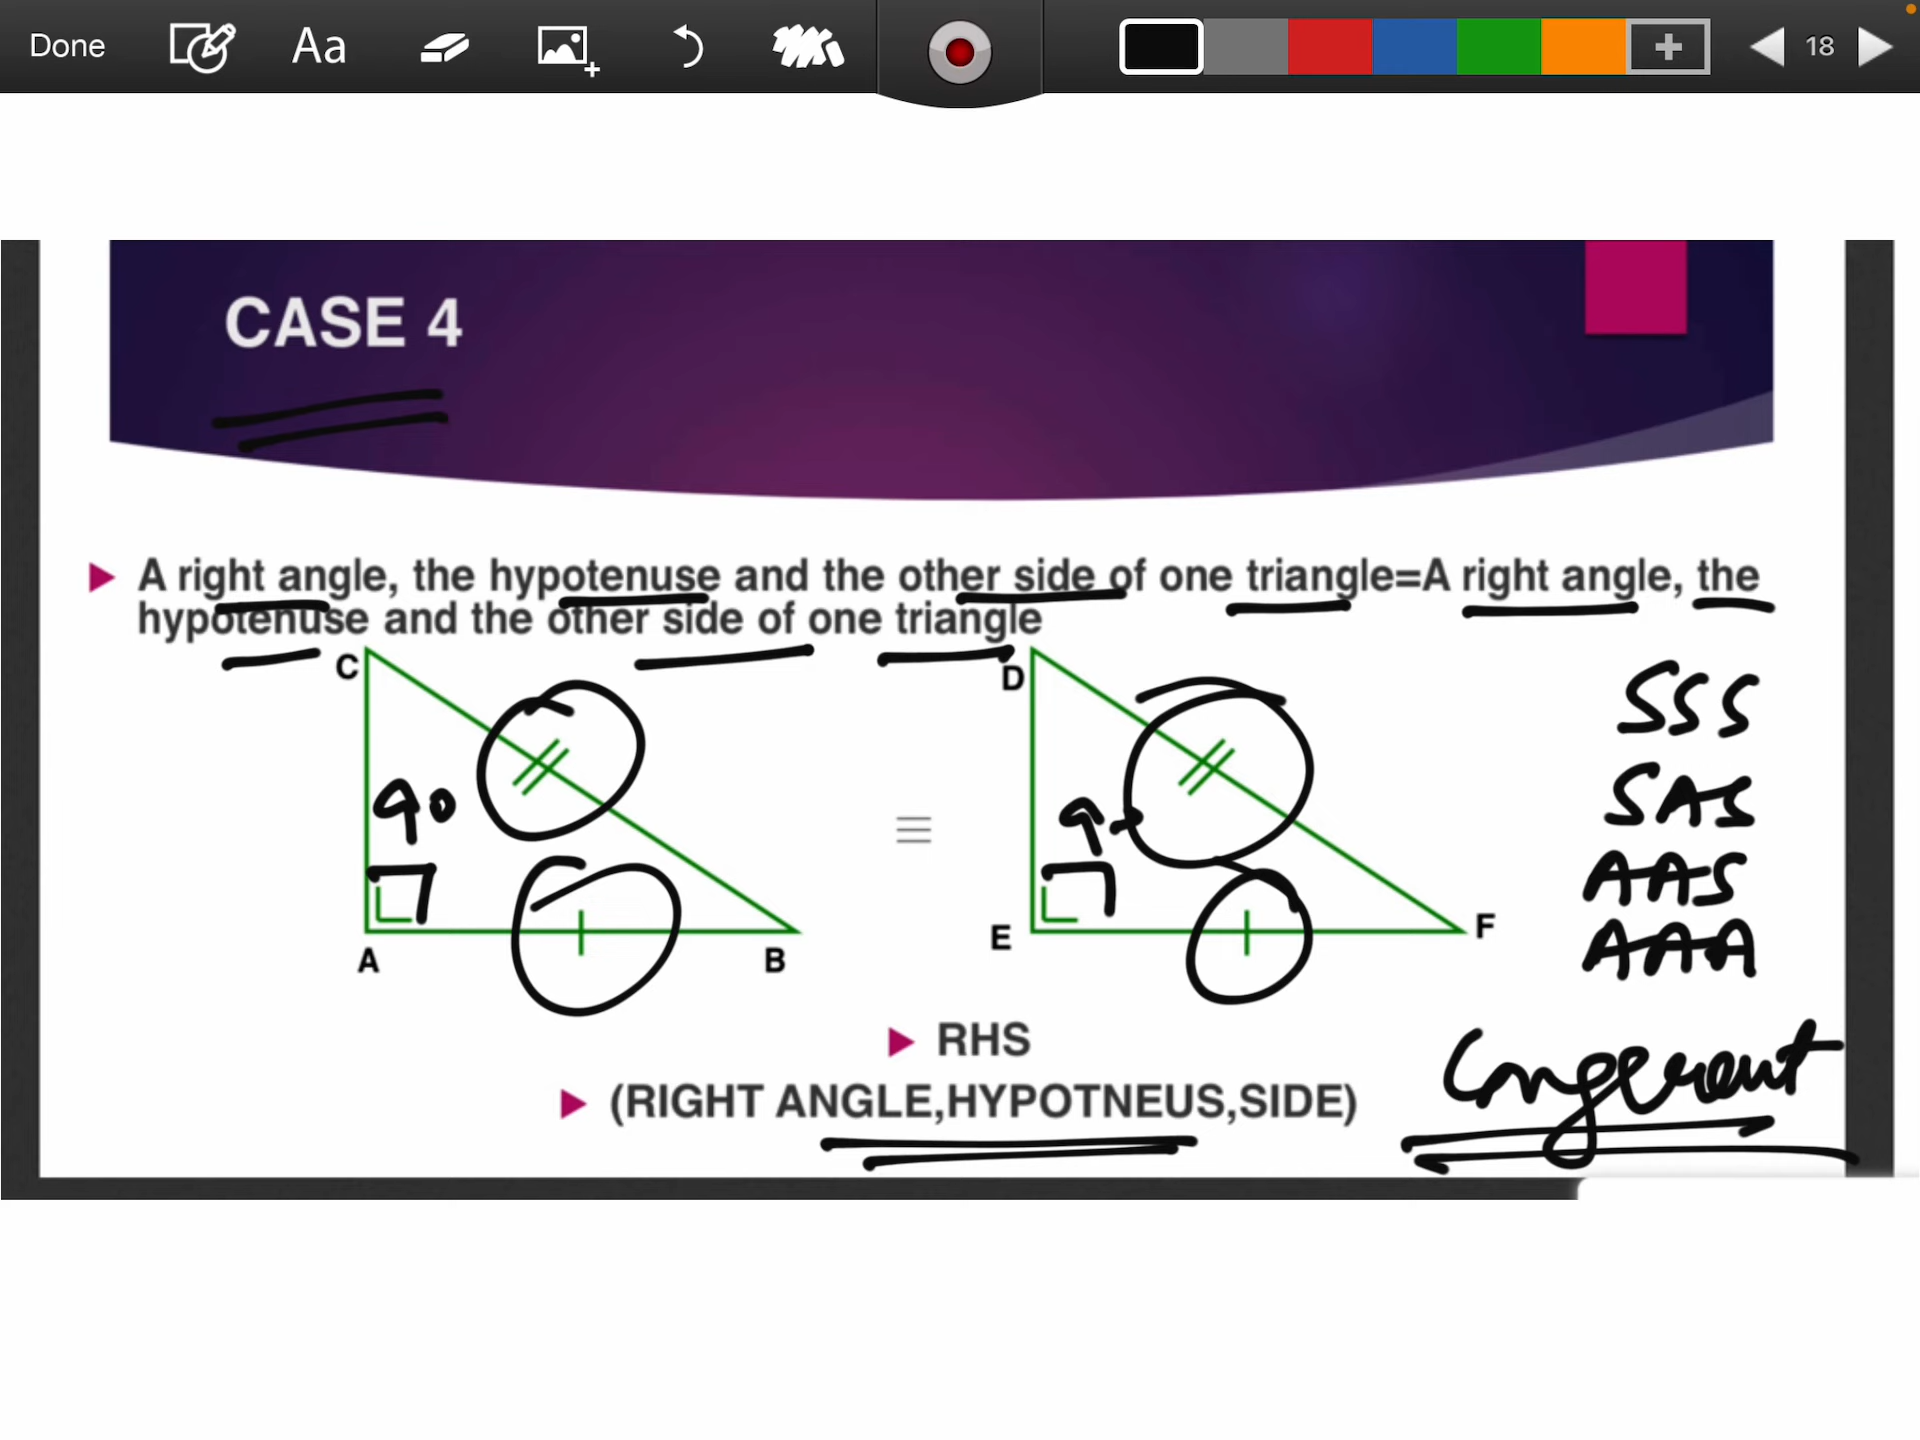 Done Aa 18
CASE 4
A right angle, the hypotenuse and the other side of one triangle=A right angle, the
hypotenuse and the other side of one triangle
C
D
SSS
90
SAS
AAS
≡
E
F
AAA
A
B
RHS
(RIGHT ANGLE,HYPOTNEUS,SIDE)